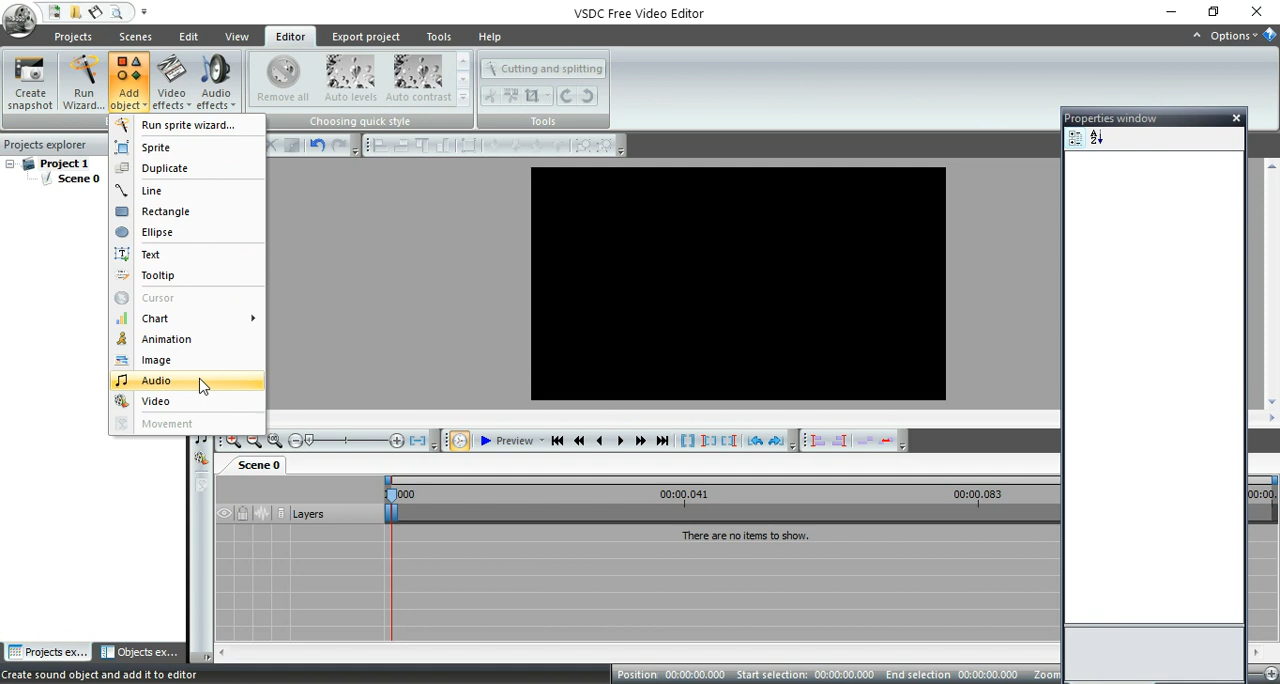 VSDC Free Video Editor
Projects Scenes Edit View Editor Export project Tools Help Options
Create snapshot
Run Wizard...
Add object
Video effects
Audio effects
Remove all
Auto levels
Auto contrast
Cutting and splitting
Choosing quick style
Tools
Projects explorer
Project 1
Scene 0
Run sprite wizard...
Sprite
Duplicate
Line
Rectangle
Ellipse
Text
Tooltip
Cursor
Chart
Animation
Image
Audio
Video
Movement
Properties window
Preview
Scene 0
:000 00:00.041 00:00.083 00:00.
Layers
There are no items to show.
Projects ex... Objects ex...
Create sound object and add it to editor
Position 00:00:00.000 Start selection: 00:00:00.000 End selection 00:00:00.000 Zoom